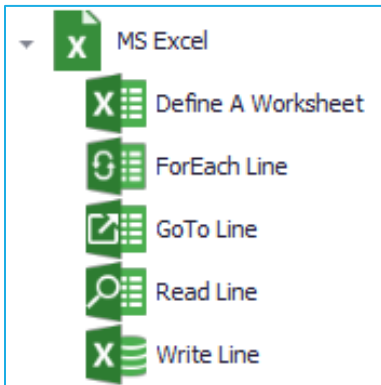 MS Excel
Define A Worksheet
ForEach Line
GoTo Line
Read Line
Write Line